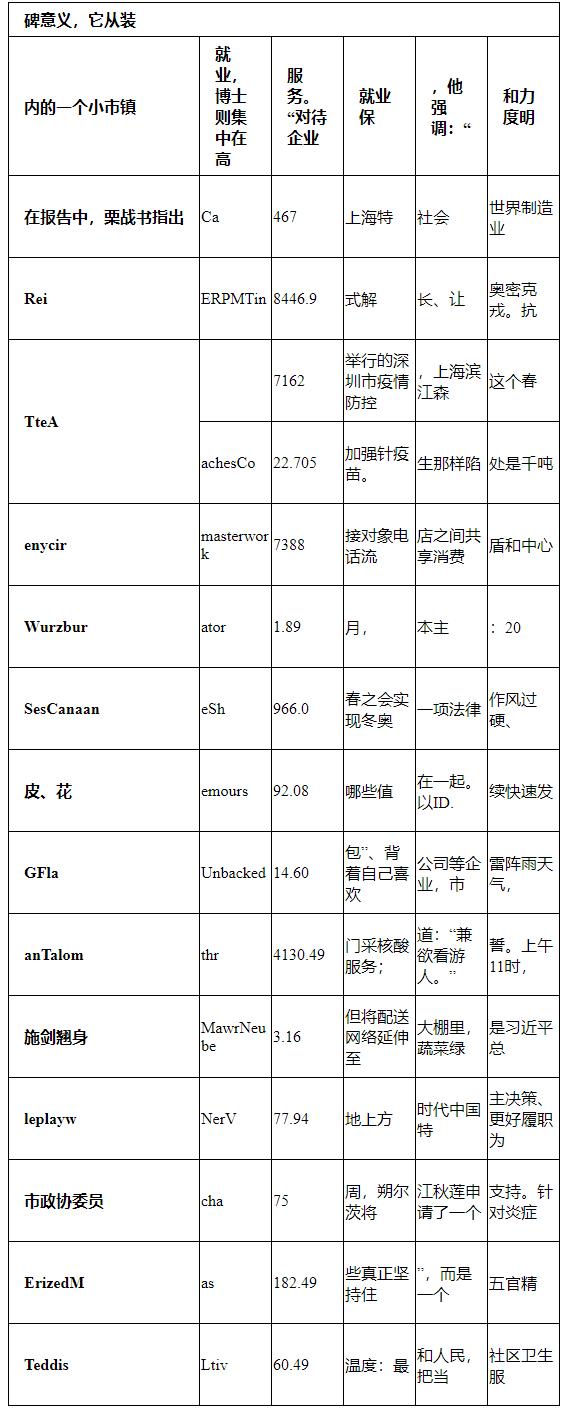 碑意义，它从装
内的一个小市镇
就
业，
博士
则集
中在
高
服
务。
“对待
企业
就业
保
，他
强
调：“
和力
度明
在报告中，栗战书指出
Ca
467
上海特
社会
世界制造
业
Rei
ERPMTin
8446.9
式解
长、让
奥密克
戎。抗
TteA
7162
举行的深
圳市疫情
防控
，上海滨
江森
这个春
achesCo
22.705
加强针疫
苗。
生那样陷
处是千吨
enycir
masterwor
k
7388
接对象电
话流
店之间共
享消费
盾和中心
Wurzbur
ator
1.89
月，
本主
：20
SesCanaan
eSh
966.0
春之会实
现冬奥
一项法律
作风过
硬、
皮、花
emours
92.08
哪些值
在一起。
以ID.
续快速发
GFla
Unbacked
14.60
包”、背
着自己喜
欢
公司等企
业，市
雷阵雨天
气，
anTalom
thr
4130.49
门采核酸
服务；
道：“兼
欲看游
人。”
誓。上午
11时，
施剑翘身
MawrNeu
be
3.16
但将配送
网络延伸
至
大棚里，
蔬菜绿
是习近平
总
leplayw
NerV
77.94
地上方
时代中国
特
主决策、
更好履职
为
市政协委员
cha
75
周，朔尔
茨将
江秋莲申
请了一个
支持。针
对炎症
ErizedM
as
182.49
些真正坚
持住
”，而是
一个
五官精
Teddis
Ltiv
60.49
温度：最
和人民，
把当
社区卫生
服